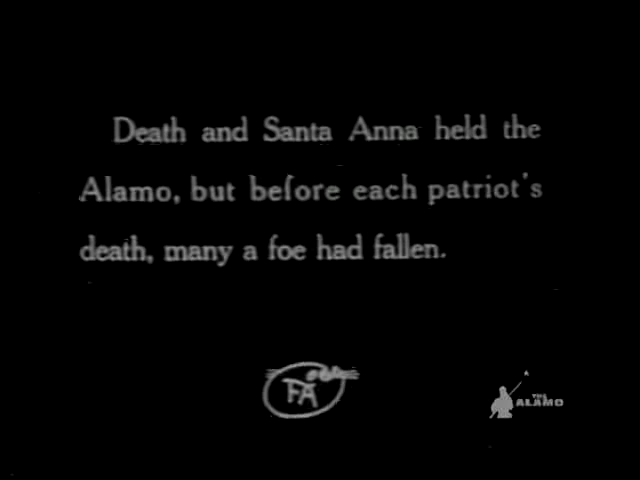 Death and Santa Anna held the
Alamo, but before each patriot's
death, many a foe had fallen.
FA
THE
ALAMO